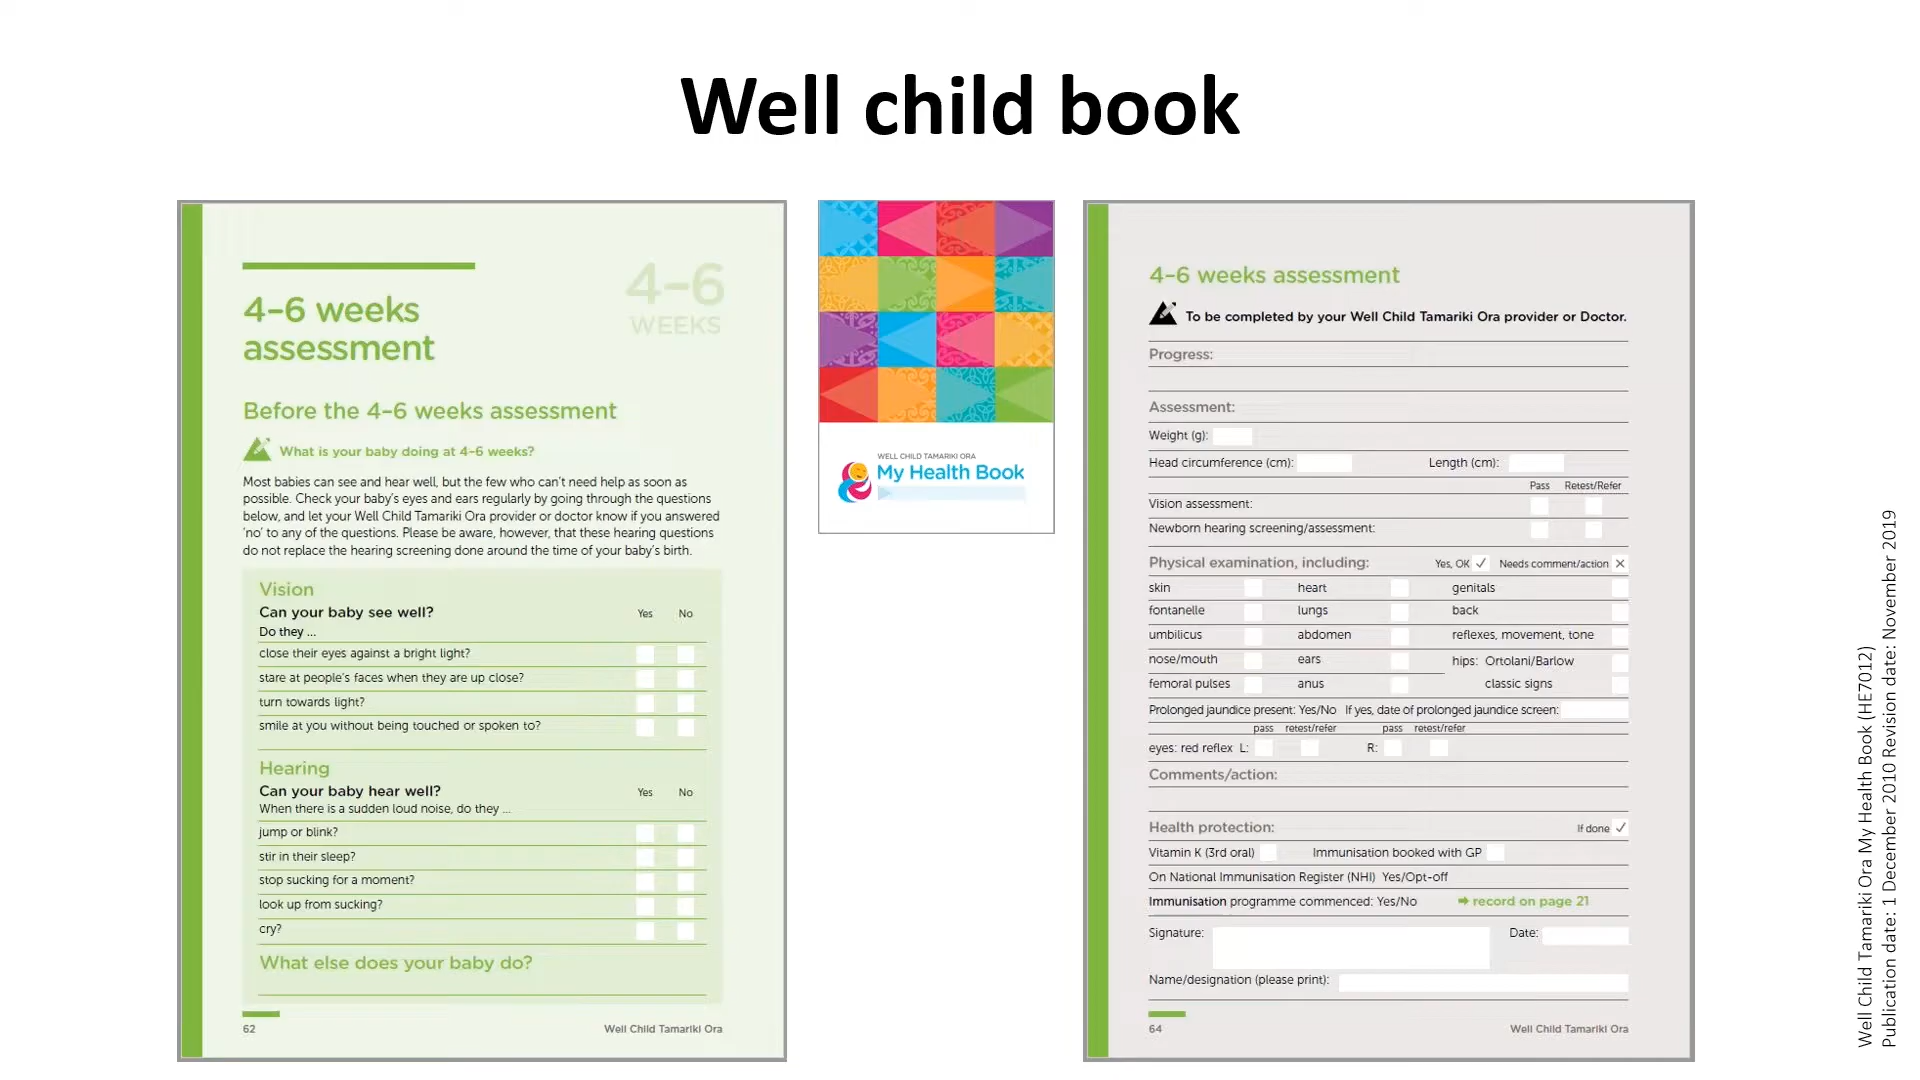 Well child book
4–6
WEEKS
4–6 weeks
assessment
Before the 4–6 weeks assessment
What is your baby doing at 4–6 weeks?
Most babies can see and hear well, but the few who can't need help as soon as
possible. Check your baby's eyes and ears regularly by going through the questions
below, and let your Well Child Tamariki Ora provider or doctor know if you answered
'no' to any of the questions. Please be aware, however, that these hearing questions
do not replace the hearing screening done around the time of your baby's birth.
Vision
Can your baby see well? Yes No
Do they ...
close their eyes against a bright light?
stare at people's faces when they are up close?
turn towards light?
smile at you without being touched or spoken to?
Hearing
Can your baby hear well? Yes No
When there is a sudden loud noise, do they ...
jump or blink?
stir in their sleep?
stop sucking for a moment?
look up from sucking?
cry?
What else does your baby do?
62 Well Child Tamariki Ora
WELL CHILD TAMARIKI ORA
My Health Book
4–6 weeks assessment
To be completed by your Well Child Tamariki Ora provider or Doctor.
Progress:
Assessment:
Weight (g):
Head circumference (cm): Length (cm):
Pass Retest/Refer
Vision assessment:
Newborn hearing screening/assessment:
Physical examination, including: Yes, OK ✓ Needs comment/action ✕
skin heart genitals
fontanelle lungs back
umbilicus abdomen reflexes, movement, tone
nose/mouth ears hips: Ortolani/Barlow
femoral pulses anus classic signs
Prolonged jaundice present: Yes/No If yes, date of prolonged jaundice screen:
pass retest/refer pass retest/refer
eyes: red reflex L: R:
Comments/action:
Health protection: If done ✓
Vitamin K (3rd oral) Immunisation booked with GP
On National Immunisation Register (NHI) Yes/Opt-off
Immunisation programme commenced: Yes/No ➡ record on page 21
Signature: Date:
Name/designation (please print):
64 Well Child Tamariki Ora
Well Child Tamariki Ora My Health Book (HE7012)
Publication date: 1 December 2010 Revision date: November 2019